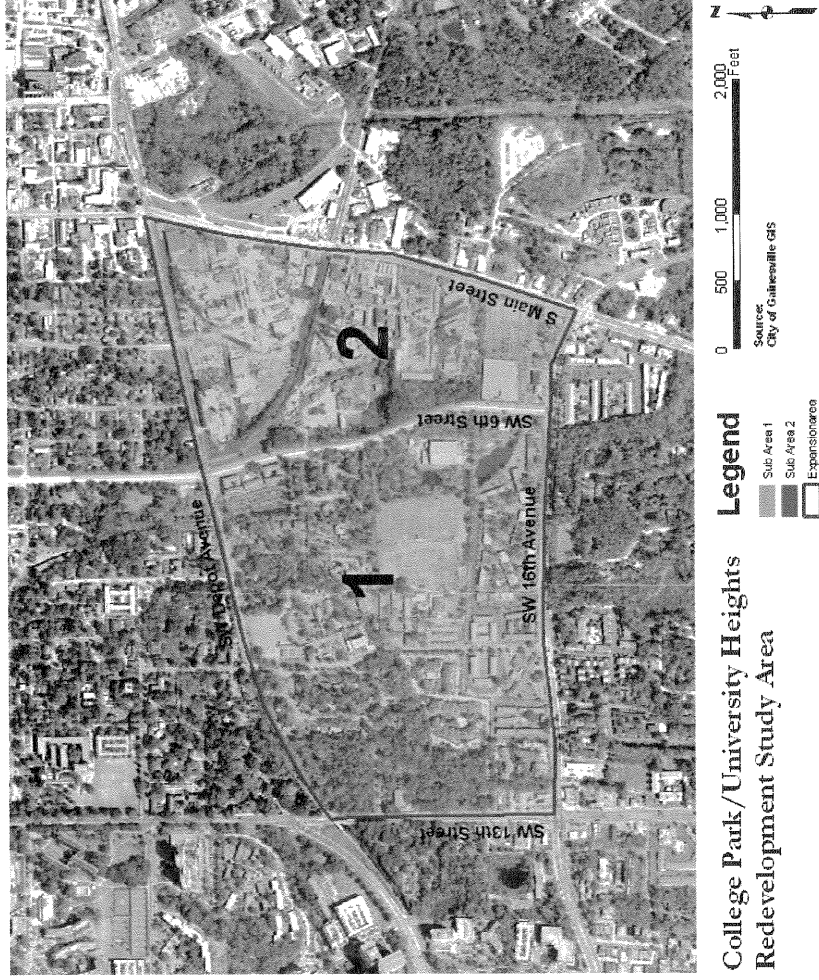 SW Depot Avenue
1
2
SW 6th Street
S Main Street
SW 16th Avenue
SW 13th Street
College Park/University Heights
Redevelopment Study Area
Legend
Sub Area 1
Sub Area 2
Expansionarea
0 500 1,000 2,000
Feet
Source:
City of Gainesville GIS
N